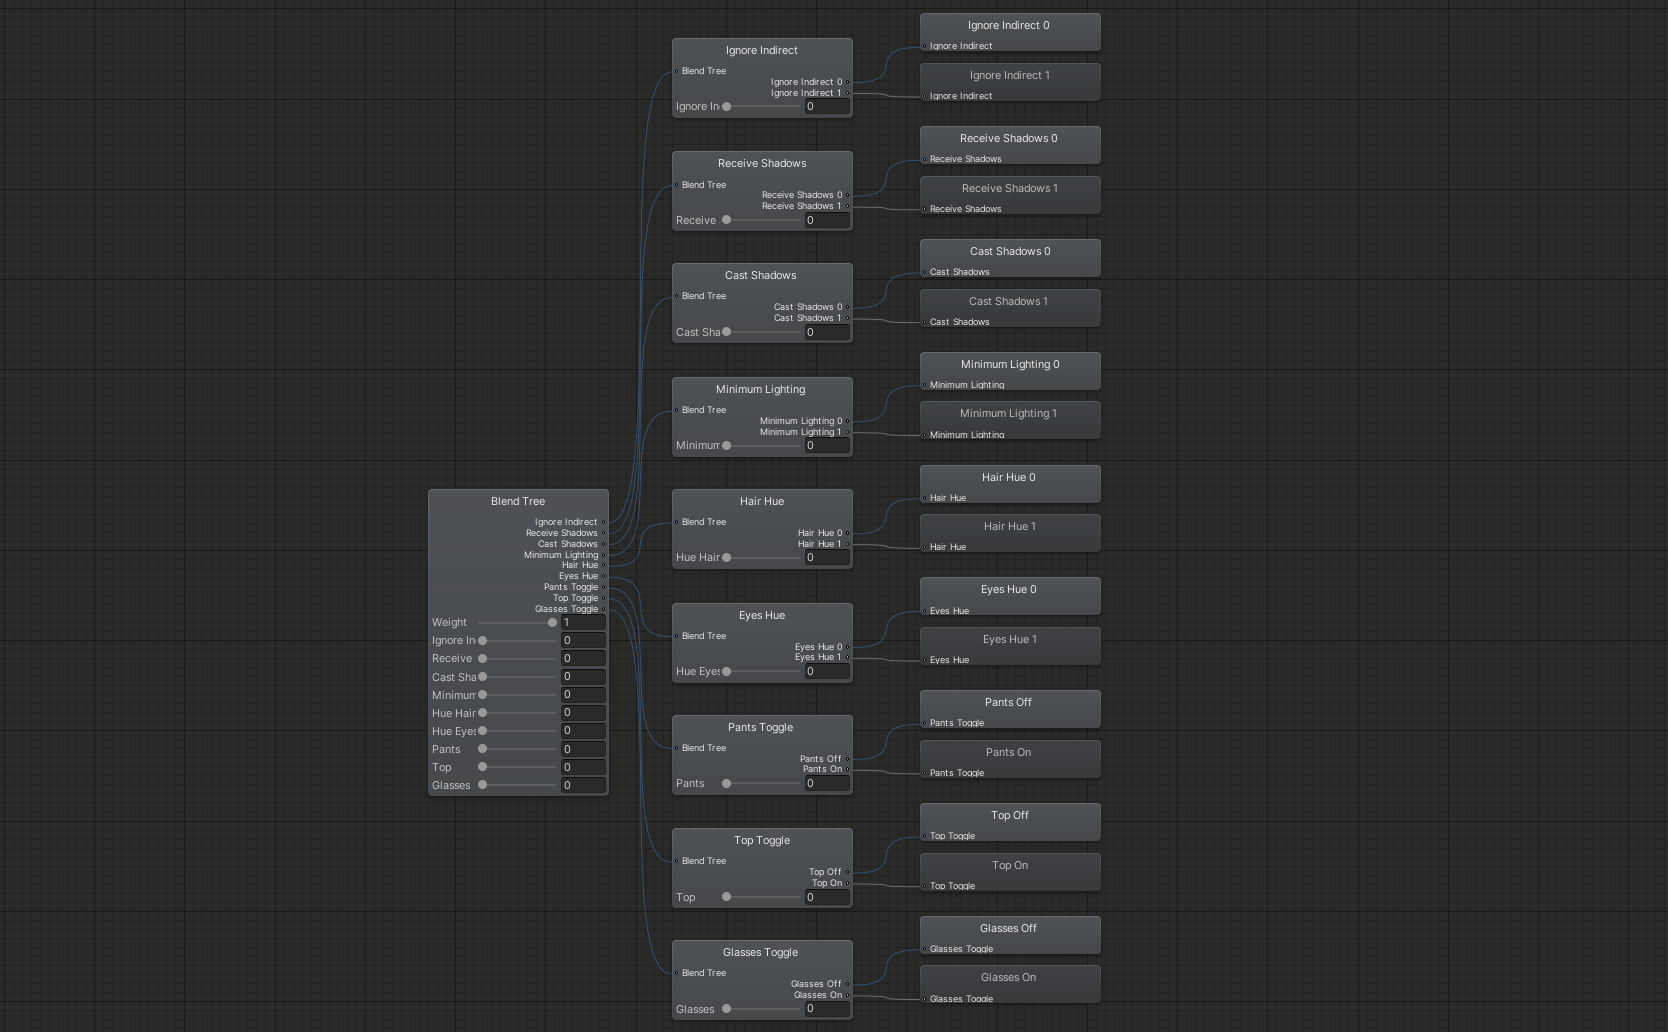 Blend Tree
Ignore Indirect
Receive Shadows
Cast Shadows
Minimum Lighting
Hair Hue
Eyes Hue
Pants Toggle
Top Toggle
Glasses Toggle
Weight 1
Ignore In 0
Receive 0
Cast Sha 0
Minimum 0
Hue Hair 0
Hue Eyes 0
Pants 0
Top 0
Glasses 0
Ignore Indirect
Blend Tree
Ignore Indirect 0
Ignore Indirect 1
Ignore In 0
Ignore Indirect 0
Ignore Indirect
Ignore Indirect 1
Ignore Indirect
Receive Shadows
Blend Tree
Receive Shadows 0
Receive Shadows 1
Receive 0
Receive Shadows 0
Receive Shadows
Receive Shadows 1
Receive Shadows
Cast Shadows
Blend Tree
Cast Shadows 0
Cast Shadows 1
Cast Sha 0
Cast Shadows 0
Cast Shadows
Cast Shadows 1
Cast Shadows
Minimum Lighting
Blend Tree
Minimum Lighting 0
Minimum Lighting 1
Minimum 0
Minimum Lighting 0
Minimum Lighting
Minimum Lighting 1
Minimum Lighting
Hair Hue
Blend Tree
Hair Hue 0
Hair Hue 1
Hue Hair 0
Hair Hue 0
Hair Hue
Hair Hue 1
Hair Hue
Eyes Hue
Blend Tree
Eyes Hue 0
Eyes Hue 1
Hue Eyes 0
Eyes Hue 0
Eyes Hue
Eyes Hue 1
Eyes Hue
Pants Toggle
Blend Tree
Pants Off
Pants On
Pants 0
Pants Off
Pants Toggle
Pants On
Pants Toggle
Top Toggle
Blend Tree
Top Off
Top On
Top 0
Top Off
Top Toggle
Top On
Top Toggle
Glasses Toggle
Blend Tree
Glasses Off
Glasses On
Glasses 0
Glasses Off
Glasses Toggle
Glasses On
Glasses Toggle